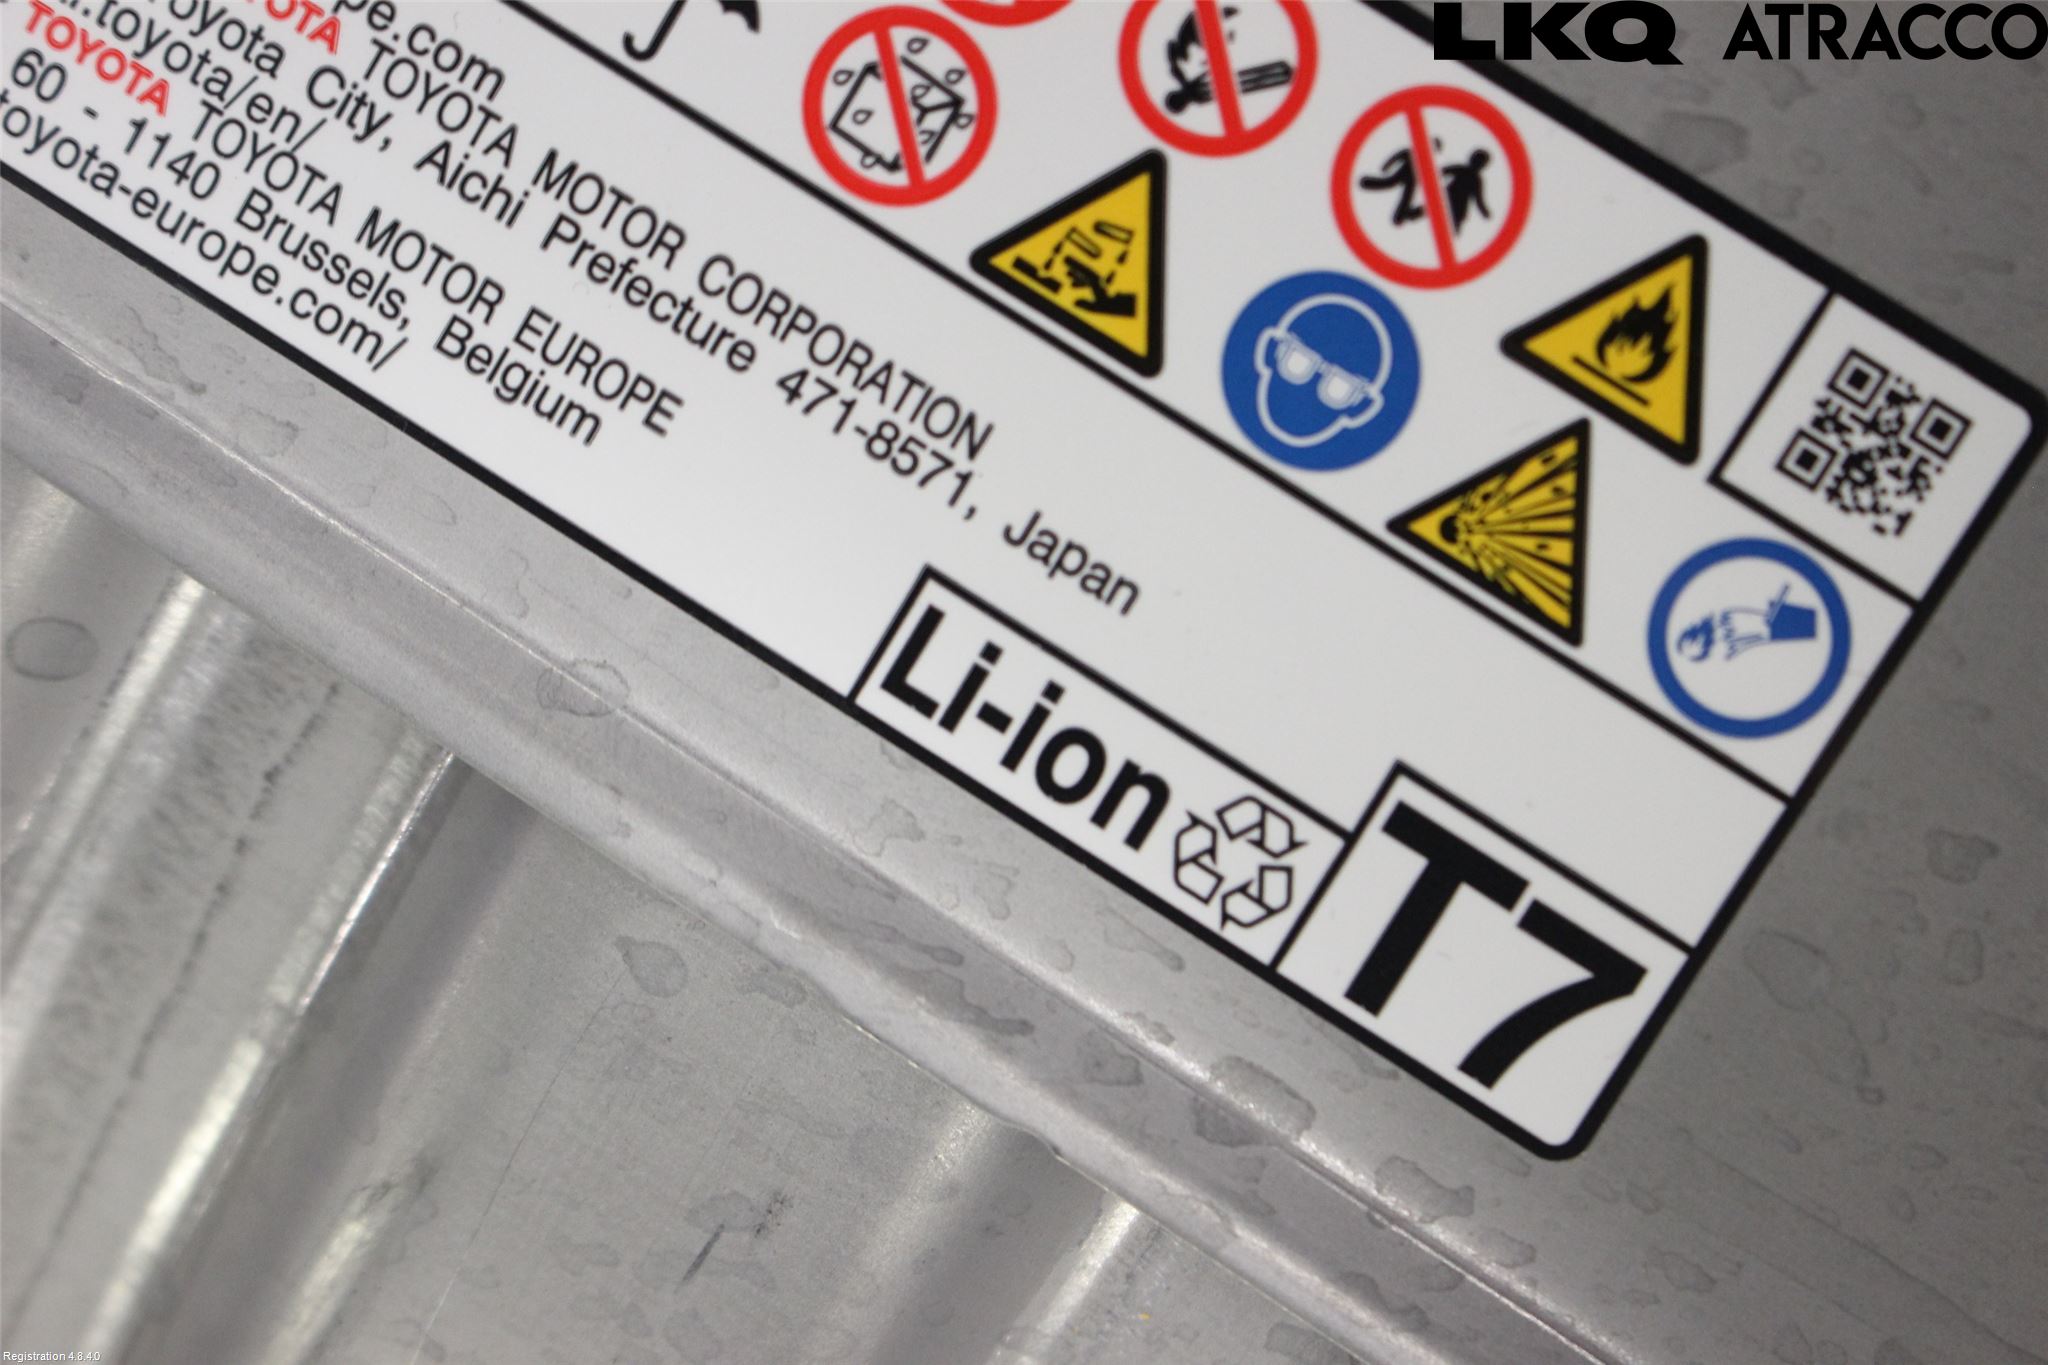 LKQ ATRACCO
pe.com
TOYOTA TOYOTA MOTOR CORPORATION
Toyota City, Aichi Prefecture 471-8571, Japan
.toyota/en/
TOYOTA TOYOTA MOTOR EUROPE
60 - 1140 Brussels, Belgium
toyota-europe.com/
Li-ion
T7
Registration 4.8.4.0